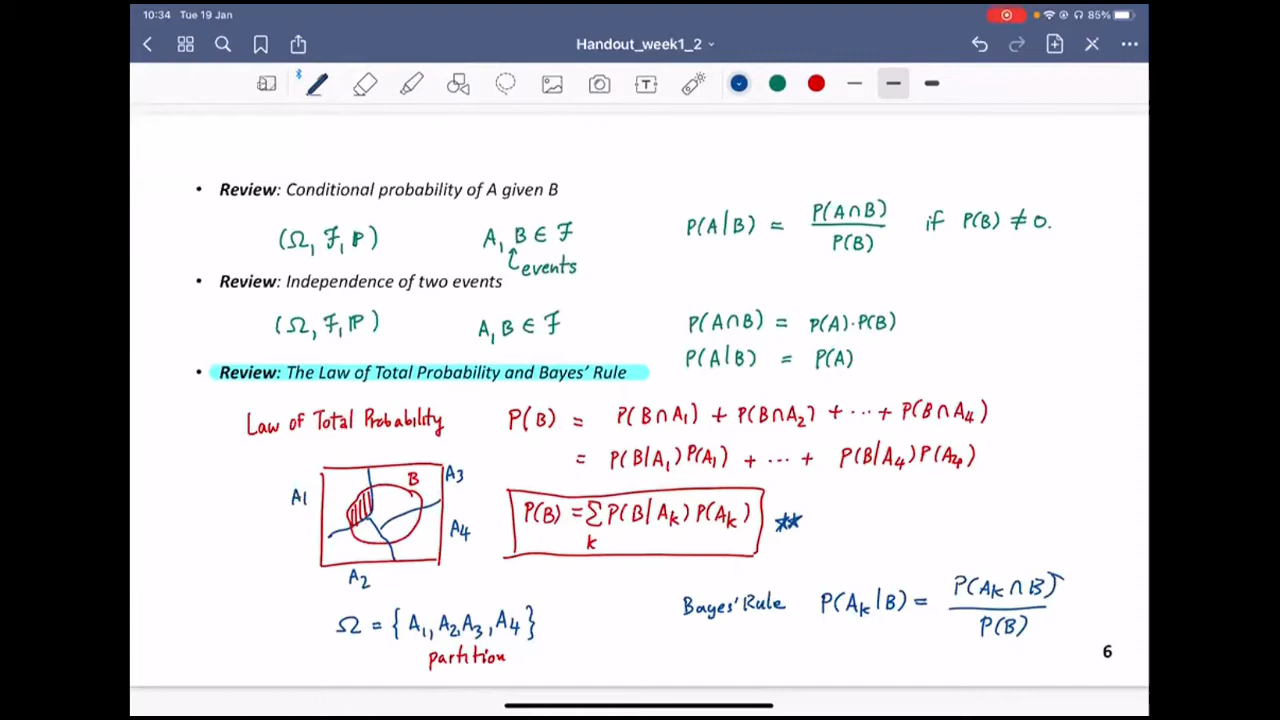 10:34 Tue 19 Jan 85%
Handout_week1_2
T
• Review: Conditional probability of A given B
(Ω, F, P) A, B ∈ F P(A|B) = P(A∩B) / P(B) if P(B) ≠ 0.
events
• Review: Independence of two events
(Ω, F, P) A, B ∈ F P(A∩B) = P(A)·P(B)
P(A|B) = P(A)
• Review: The Law of Total Probability and Bayes' Rule
Law of Total Probability P(B) = P(B∩A1) + P(B∩A2) + ··· + P(B∩A4)
= P(B|A1)P(A1) + ··· + P(B|A4)P(A4)
A1 B A3
A4
A2
P(B) = Σ_k P(B|Ak) P(Ak) **
Bayes' Rule P(Ak|B) = P(Ak∩B) / P(B)
Ω = {A1, A2, A3, A4}
partition
6